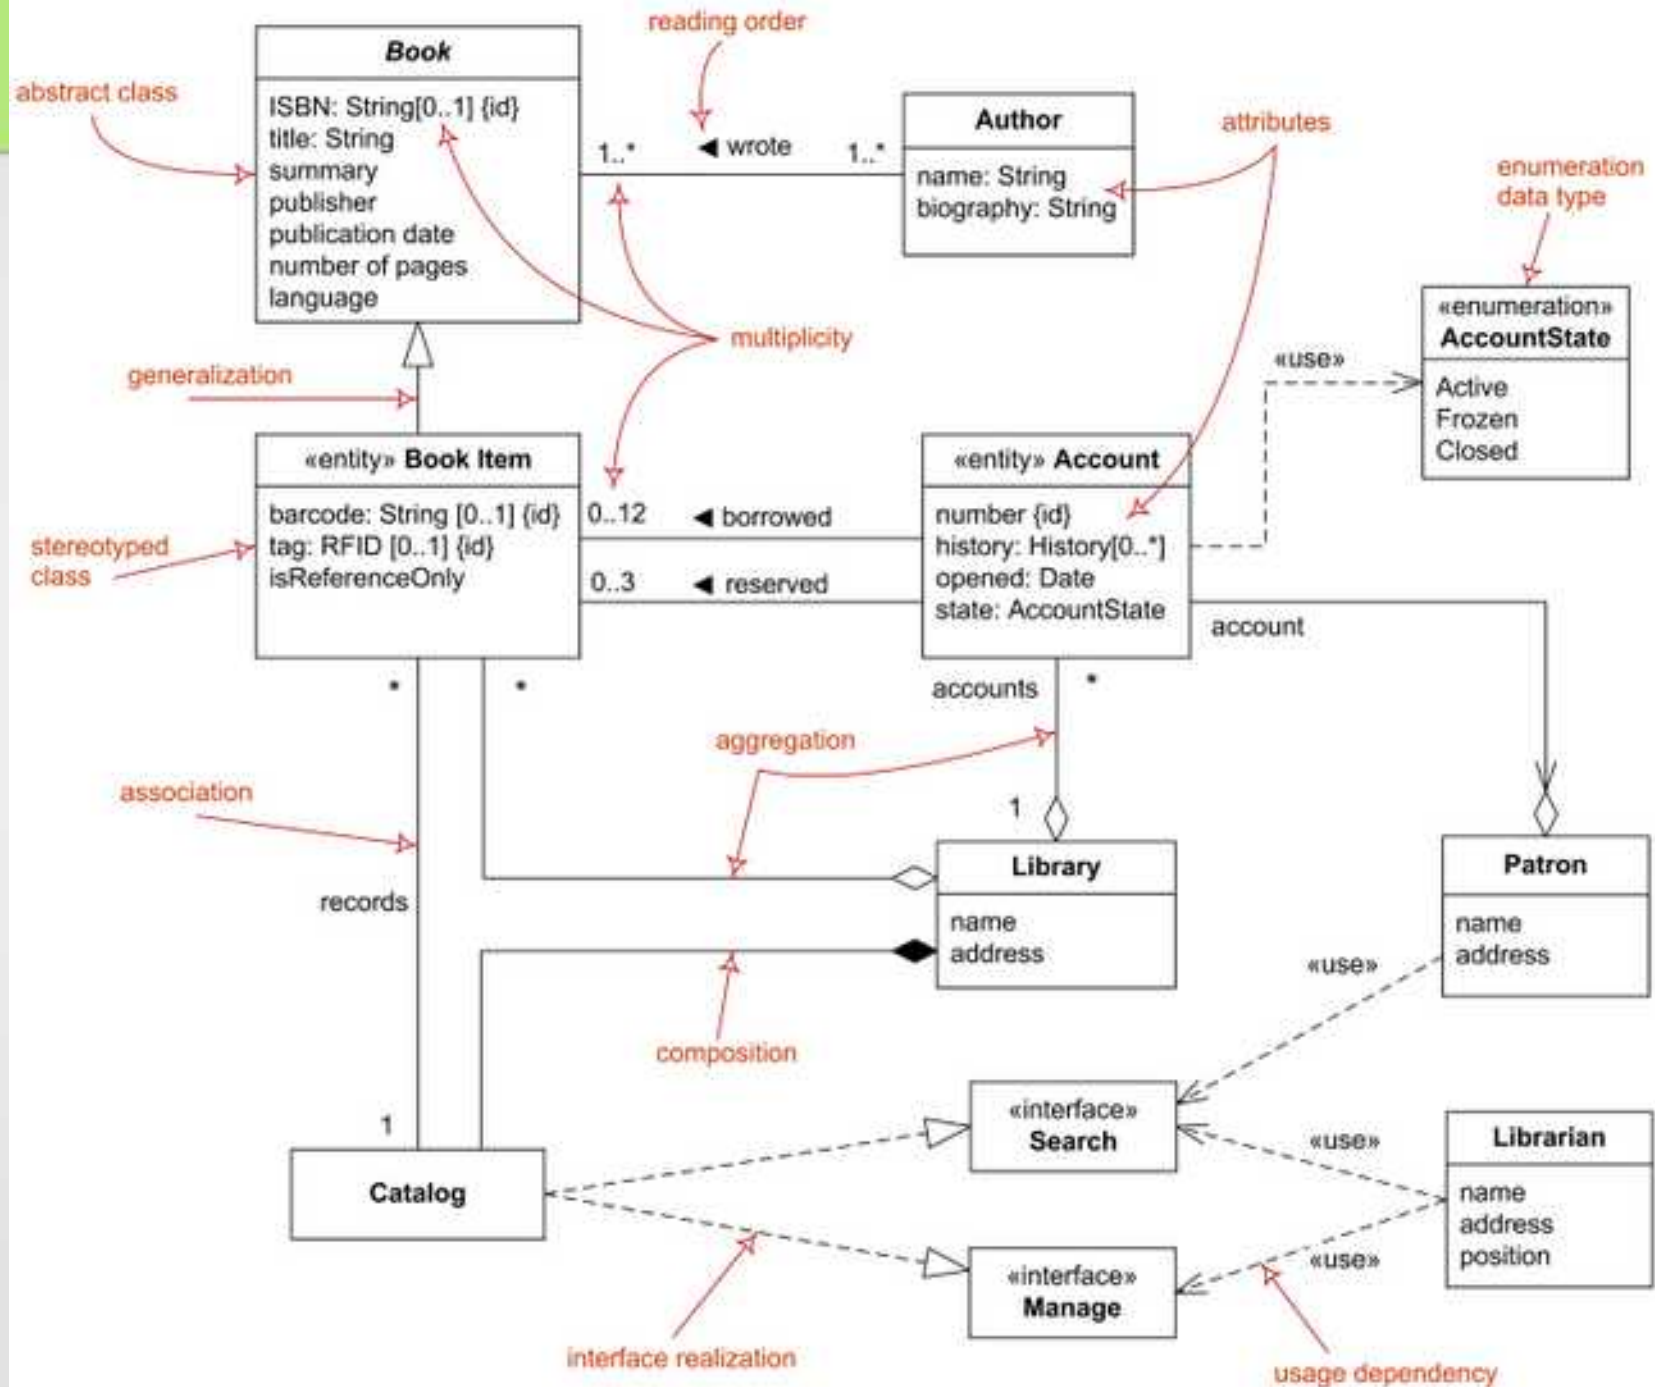 reading order
Book
abstract class
ISBN: String[0..1] {id}
title: String
summary
publisher
publication date
number of pages
language
1..*
◄ wrote
1..*
Author
name: String
biography: String
attributes
enumeration
data type
«enumeration»
AccountState
Active
Frozen
Closed
multiplicity
generalization
«use»
«entity» Book Item
barcode: String [0..1] {id}
tag: RFID [0..1] {id}
isReferenceOnly
stereotyped
class
0..12
◄ borrowed
0..3
◄ reserved
«entity» Account
number {id}
history: History[0..*]
opened: Date
state: AccountState
account
*
*
accounts
*
aggregation
association
1
records
Library
name
address
Patron
name
address
composition
«use»
1
Catalog
«interface»
Search
«use»
Librarian
name
address
position
«interface»
Manage
«use»
interface realization
usage dependency